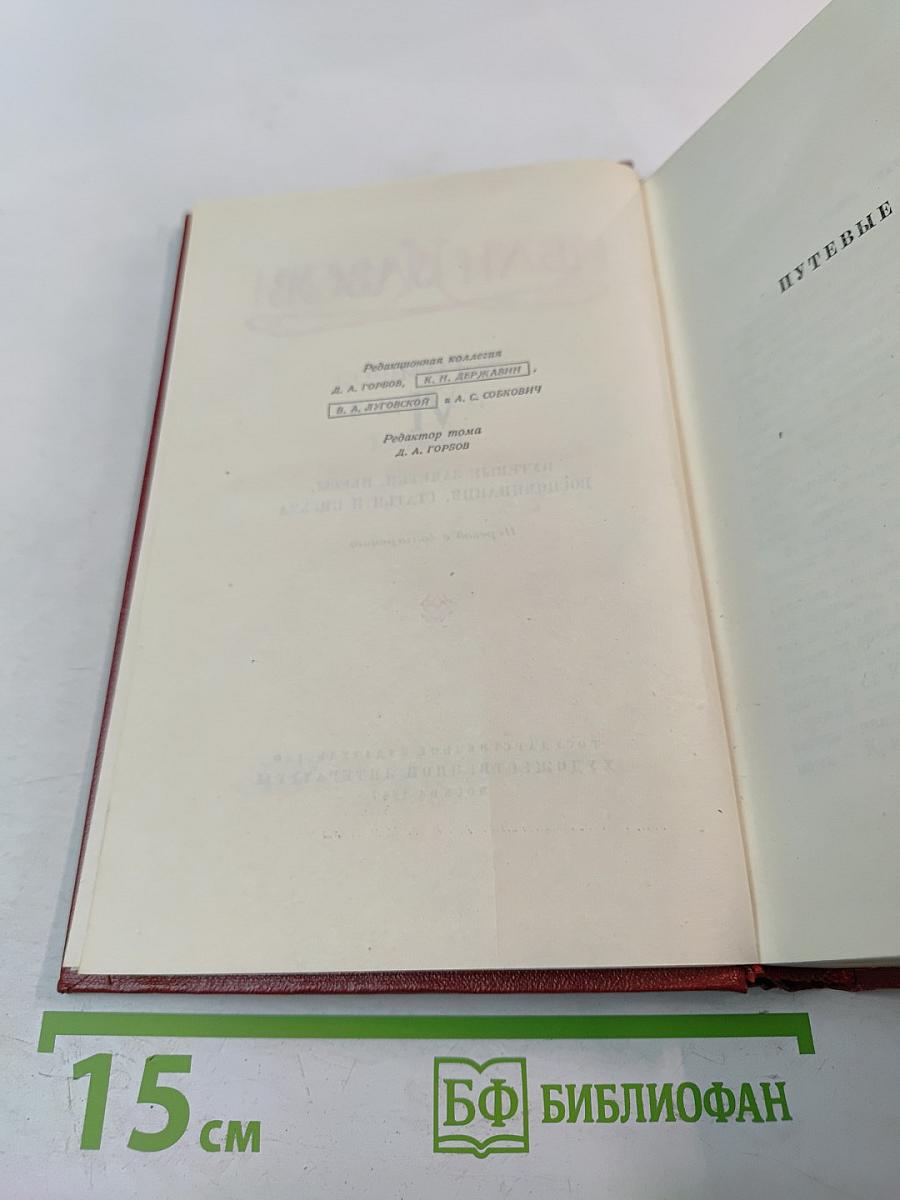 Редакционная коллегия
Д. А. ГОРБОВ, К. Н. ДЕРЖАВИН,
В. А. ЛУГОВСКОЙ и А. С. СОБКОВИЧ
Редактор тома
Д. А. ГОРБОВ
ПУТЕВЫЕ
15 см
БФ БИБЛИОФАН